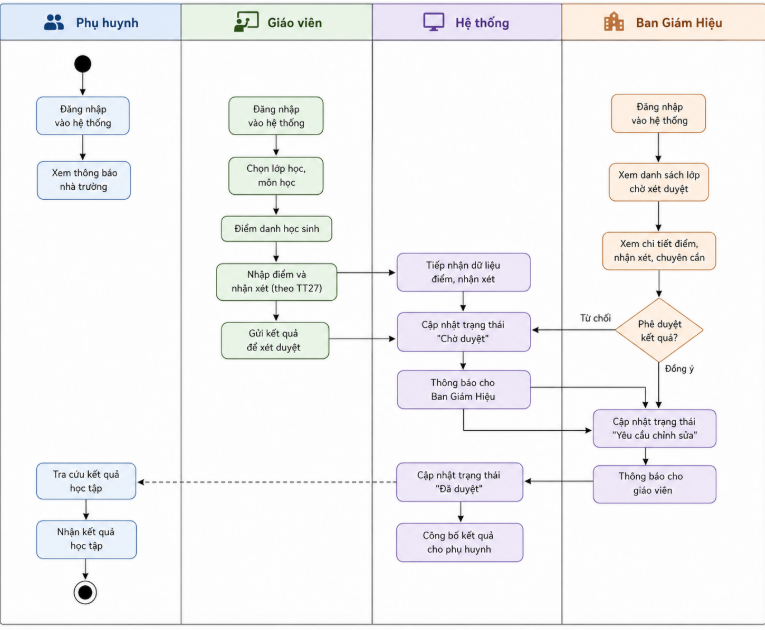 Phụ huynh
Giáo viên
Hệ thống
Ban Giám Hiệu
Đăng nhập
vào hệ thống
Xem thông báo
nhà trường
Đăng nhập
vào hệ thống
Chọn lớp học,
môn học
Điểm danh học sinh
Nhập điểm và
nhận xét (theo TT27)
Gửi kết quả
để xét duyệt
Tiếp nhận dữ liệu
điểm, nhận xét
Cập nhật trạng thái
"Chờ duyệt"
Thông báo cho
Ban Giám Hiệu
Đăng nhập
vào hệ thống
Xem danh sách lớp
chờ xét duyệt
Xem chi tiết điểm,
nhận xét, chuyên cần
Từ chối
Phê duyệt
kết quả?
Đồng ý
Cập nhật trạng thái
"Yêu cầu chỉnh sửa"
Thông báo cho
giáo viên
Cập nhật trạng thái
"Đã duyệt"
Công bố kết quả
cho phụ huynh
Tra cứu kết quả
học tập
Nhận kết quả
học tập